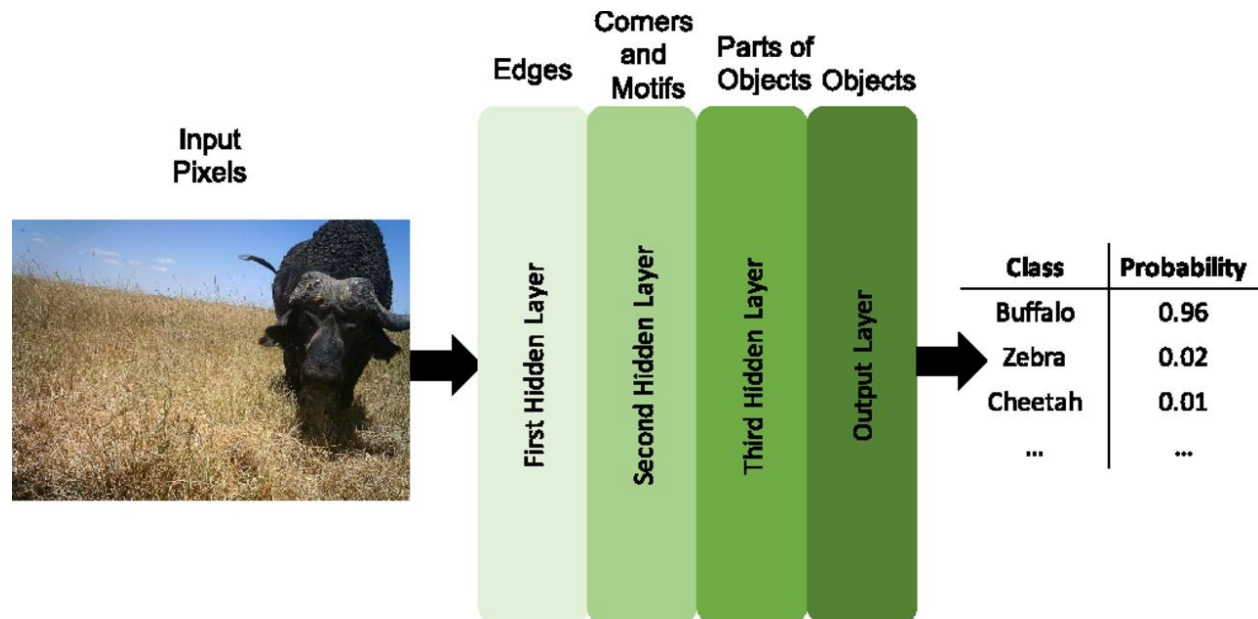 Input
Pixels
Edges
Corners
and
Motifs
Parts of
Objects
Objects
First Hidden Layer
Second Hidden Layer
Third Hidden Layer
Output Layer
Class Probability
Buffalo 0.96
Zebra 0.02
Cheetah 0.01
... ...